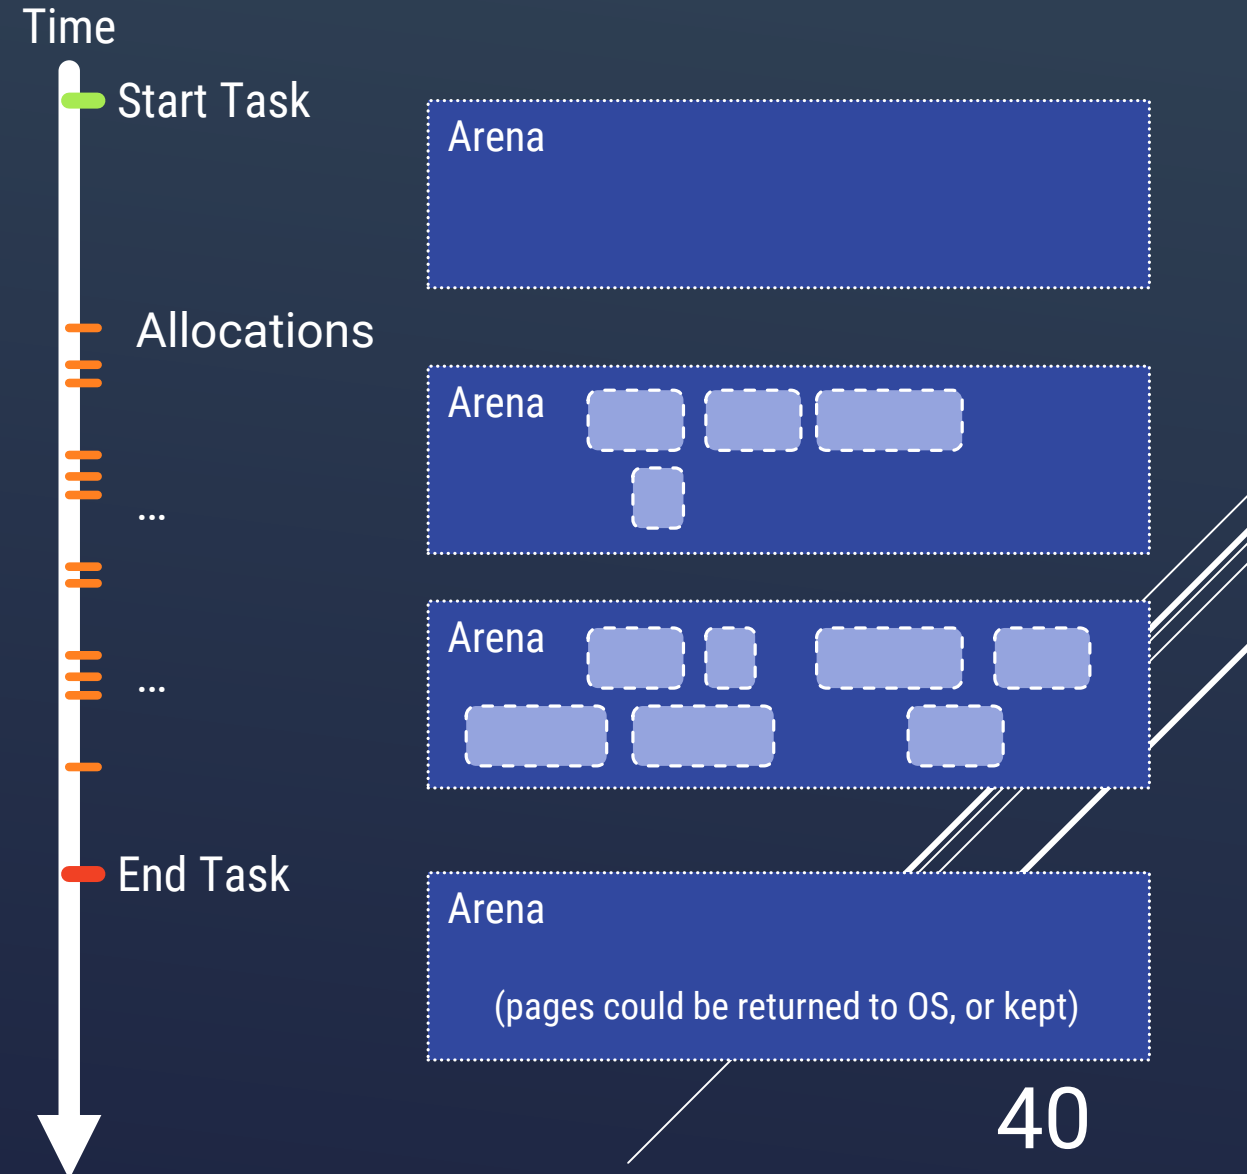 Time
Start Task
Arena
Allocations
Arena
...
Arena
...
End Task
Arena
(pages could be returned to OS, or kept)
40